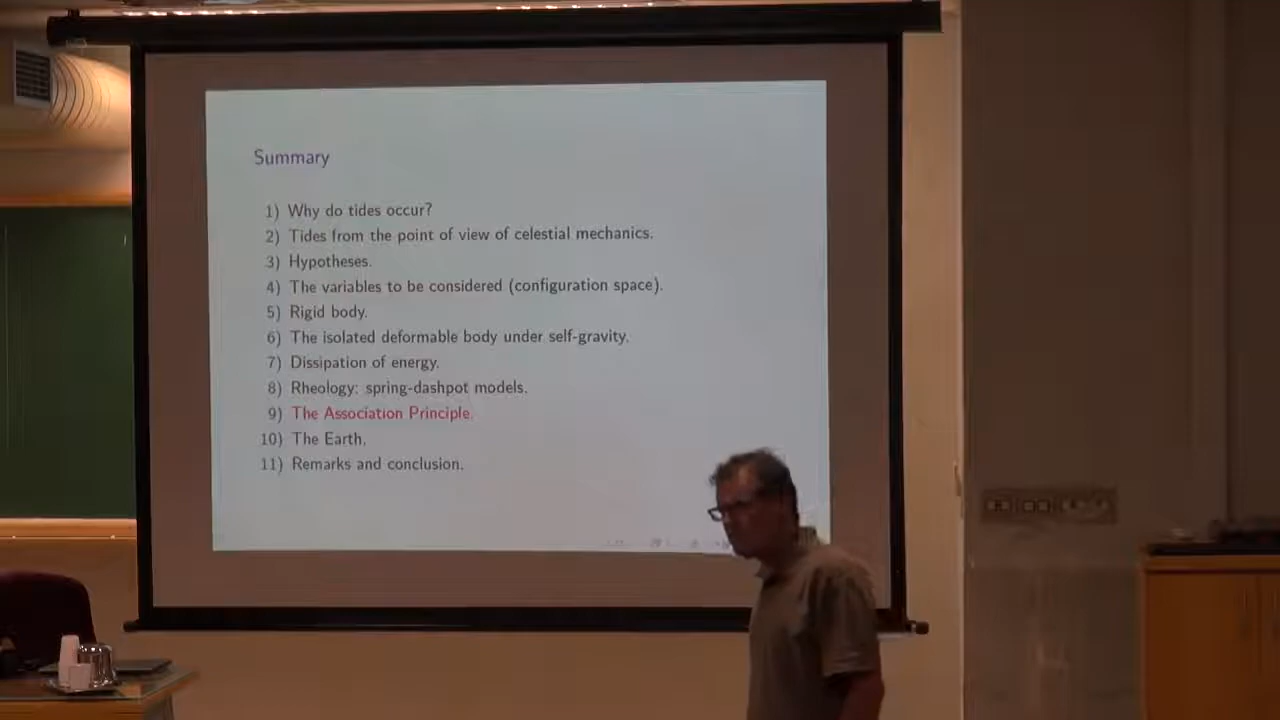 Summary
1) Why do tides occur?
2) Tides from the point of view of celestial mechanics.
3) Hypotheses.
4) The variables to be considered (configuration space).
5) Rigid body.
6) The isolated deformable body under self-gravity.
7) Dissipation of energy.
8) Rheology: spring-dashpot models.
9) The Association Principle.
10) The Earth.
11) Remarks and conclusion.